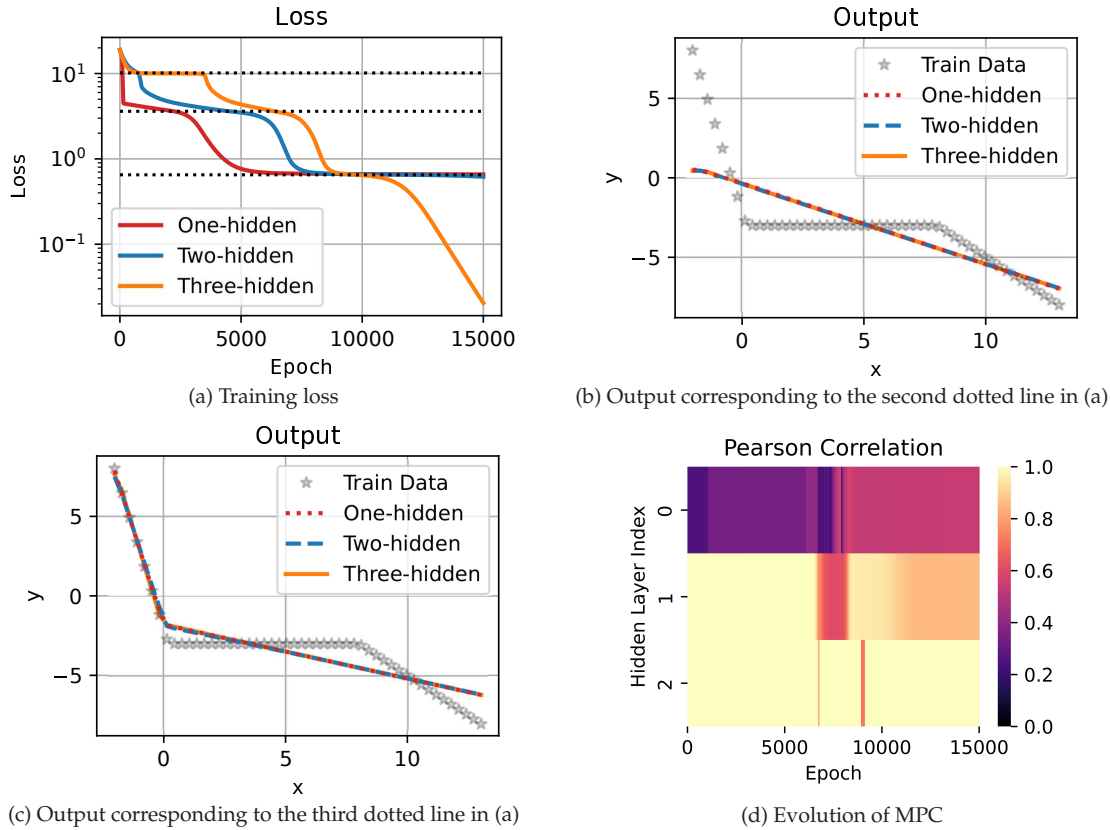 Loss
10¹
10⁰
10⁻¹
Loss
One-hidden
Two-hidden
Three-hidden
0
5000
10000
15000
Epoch
(a) Training loss
Output
5
0
−5
y
Train Data
One-hidden
Two-hidden
Three-hidden
0
5
10
x
(b) Output corresponding to the second dotted line in (a)
Output
5
0
−5
y
Train Data
One-hidden
Two-hidden
Three-hidden
0
5
10
x
(c) Output corresponding to the third dotted line in (a)
Pearson Correlation
Hidden Layer Index
0
1
2
0
5000
10000
15000
Epoch
1.0
0.8
0.6
0.4
0.2
0.0
(d) Evolution of MPC